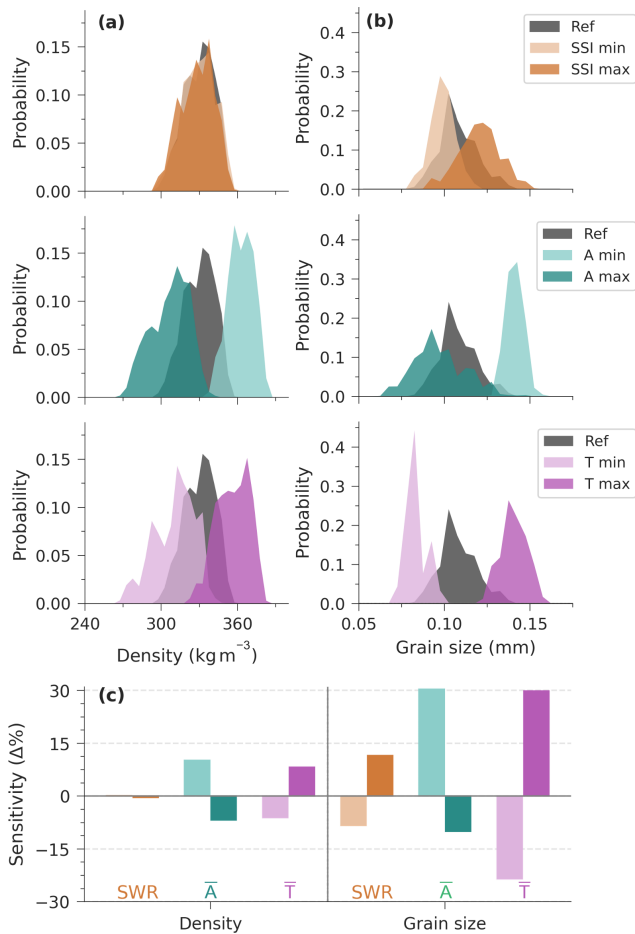 (a)
Probability
0.15
0.10
0.05
0.00
(b)
Probability
0.4
0.3
0.2
0.1
0.0
Ref
SSI min
SSI max
Probability
0.15
0.10
0.05
0.00
Probability
0.4
0.3
0.2
0.1
0.0
Ref
A min
A max
Probability
0.15
0.10
0.05
0.00
240
300
360
Density (kg m⁻³)
Probability
0.4
0.3
0.2
0.1
0.0
0.05
0.10
0.15
Grain size (mm)
Ref
T min
T max
(c)
Sensitivity (Δ%)
30
15
0
−15
−30
SWR
A̅
T̅
SWR
A̅
T̅
Density
Grain size